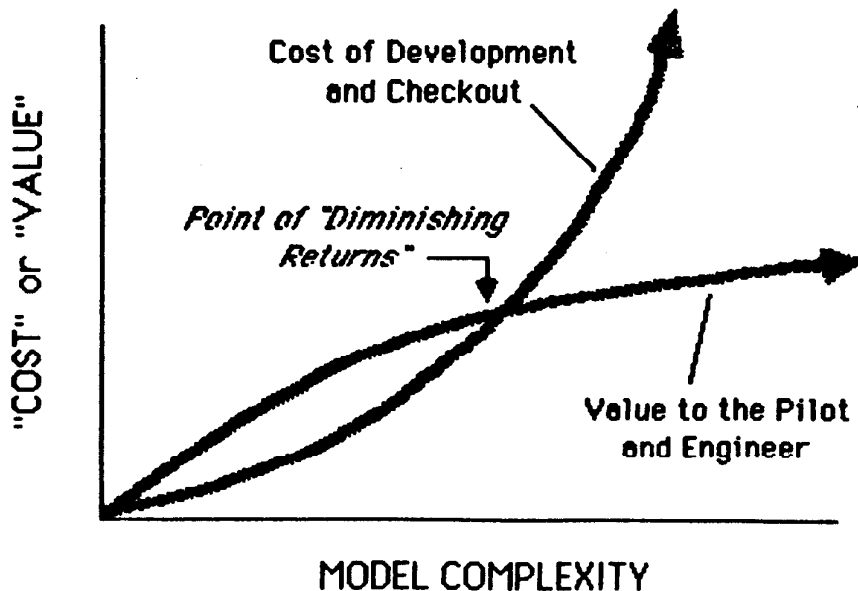 Cost of Development
and Checkout
"COST" or "VALUE"
Point of "Diminishing
Returns"
Value to the Pilot
and Engineer
MODEL COMPLEXITY